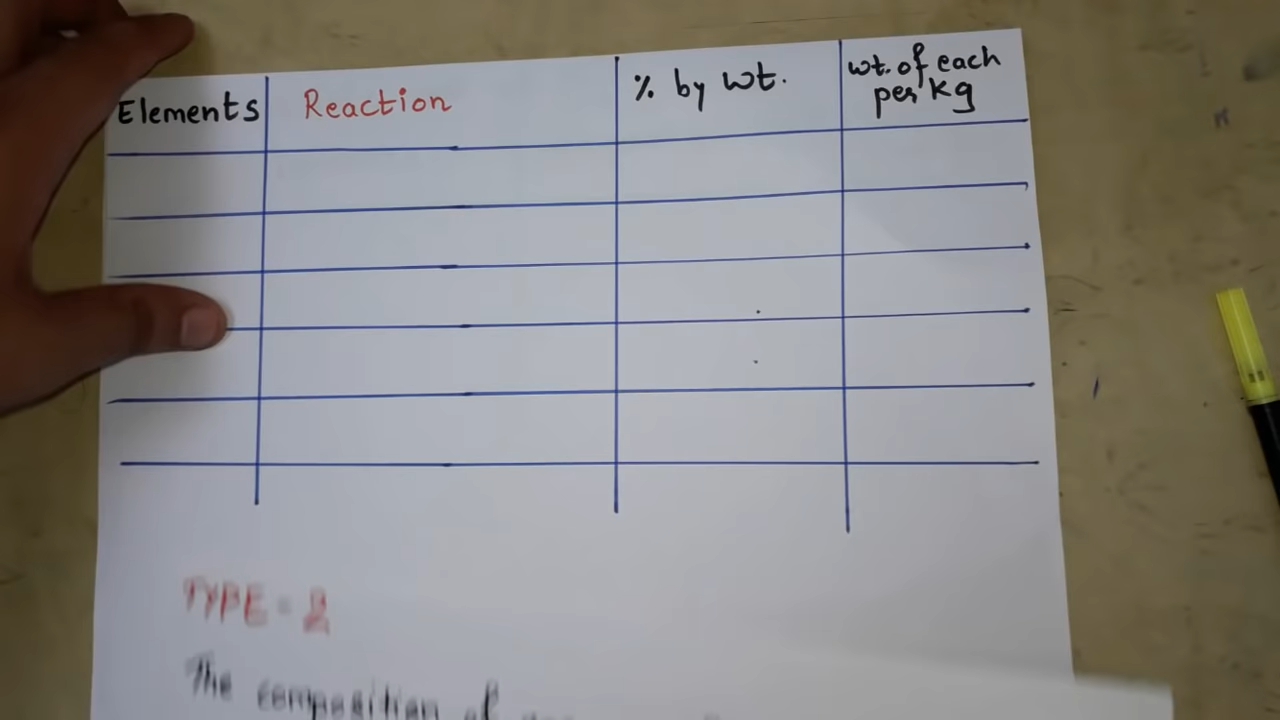 Elements Reaction % by wt. wt. of each
per Kg
TYPE = 2
The composition of